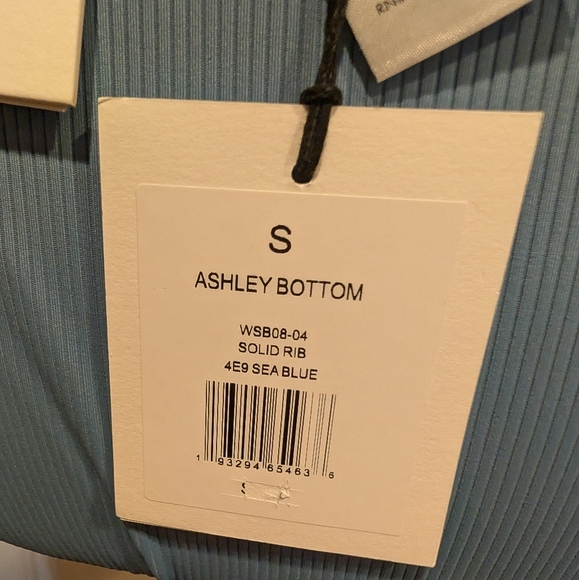 S
ASHLEY BOTTOM
WSB08-04
SOLID RIB
4E9 SEA BLUE
1 93294 65463 6